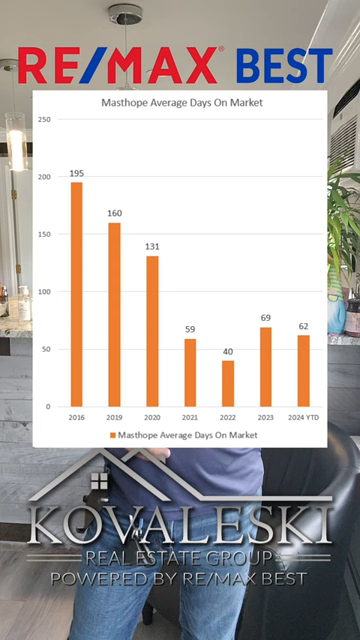 RE/MAX® BEST
Masthope Average Days On Market
250
200
150
100
50
0
195
160
131
59
40
69
62
2016
2019
2020
2021
2022
2023
2024 YTD
Masthope Average Days On Market
KOVALESKI
REAL ESTATE GROUP
POWERED BY RE/MAX BEST